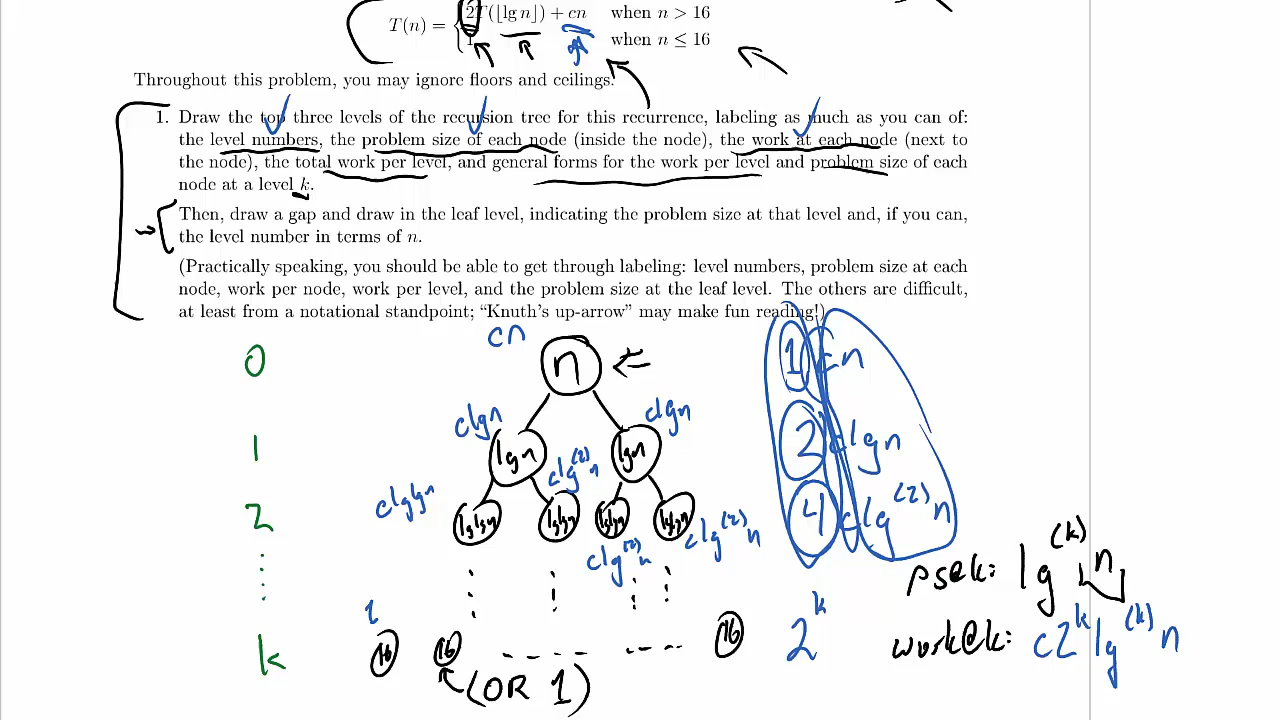 T(n) = { 2T(⌊lg n⌋) + cn when n > 16
1 when n ≤ 16
Throughout this problem, you may ignore floors and ceilings.
1. Draw the top three levels of the recursion tree for this recurrence, labeling as much as you can of:
the level numbers, the problem size of each node (inside the node), the work at each node (next to
the node), the total work per level, and general forms for the work per level and problem size of each
node at a level k.
Then, draw a gap and draw in the leaf level, indicating the problem size at that level and, if you can,
the level number in terms of n.
(Practically speaking, you should be able to get through labeling: level numbers, problem size at each
node, work per node, work per level, and the problem size at the leaf level. The others are difficult,
at least from a notational standpoint; “Knuth’s up-arrow” may make fun reading!)
cn
0 n 1 cn
clgn clgn
1 lgn lgn 2 clgn
clglgn clg^(2)n
2 lglgn lglgn lglgn lglgn 4 clg^(2)n
clg^(2)n clg^(2)n
ps@k: lg^(k) n
1
k 16 16 16 2^k work@k: c2^k lg^(k) n
(OR 1)